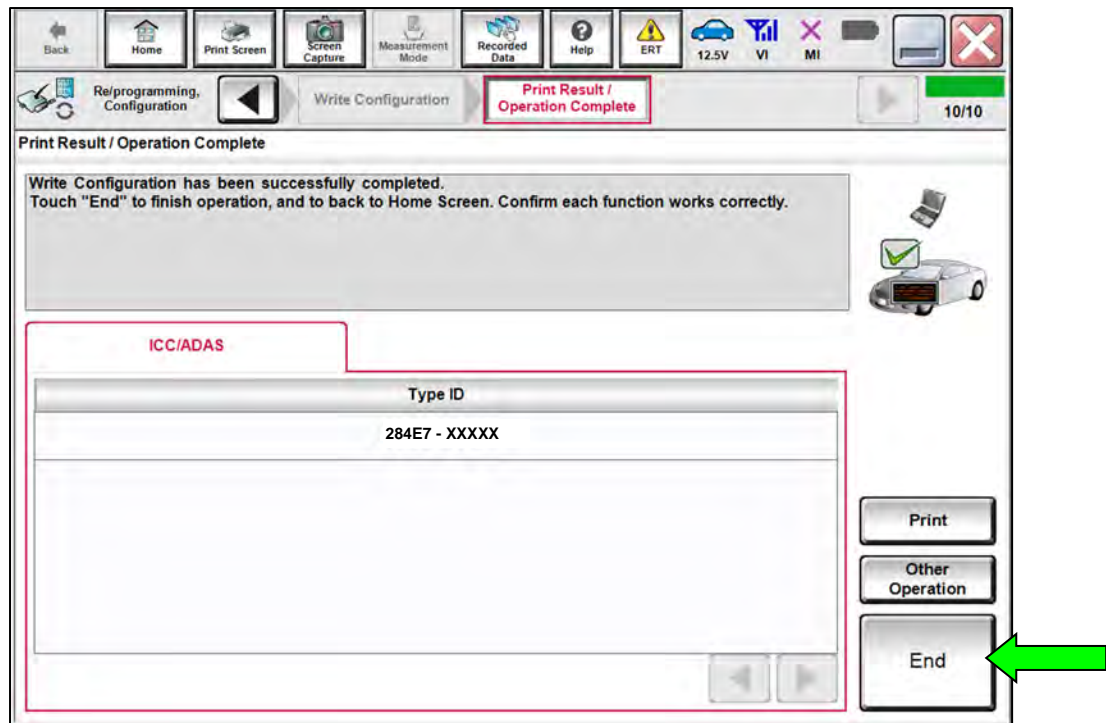 Back
Home
Print Screen
Screen
Capture
Measurement
Mode
Recorded
Data
Help
ERT
12.5V
VI
MI
Re/programming,
Configuration
Write Configuration
Print Result /
Operation Complete
10/10
Print Result / Operation Complete
Write Configuration has been successfully completed.
Touch "End" to finish operation, and to back to Home Screen. Confirm each function works correctly.
ICC/ADAS
Type ID
284E7 - XXXXX
Print
Other
Operation
End